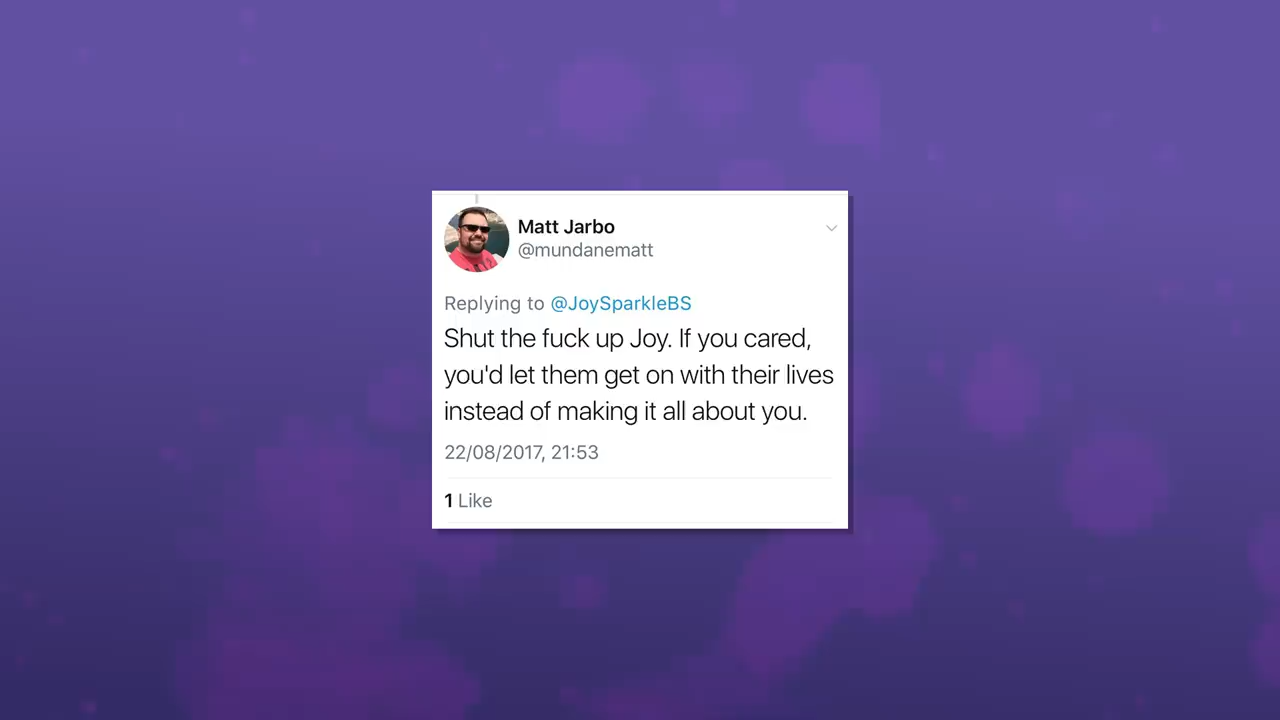 Matt Jarbo
@mundanematt
Replying to @JoySparkleBS
Shut the fuck up Joy. If you cared,
you'd let them get on with their lives
instead of making it all about you.
22/08/2017, 21:53
1 Like